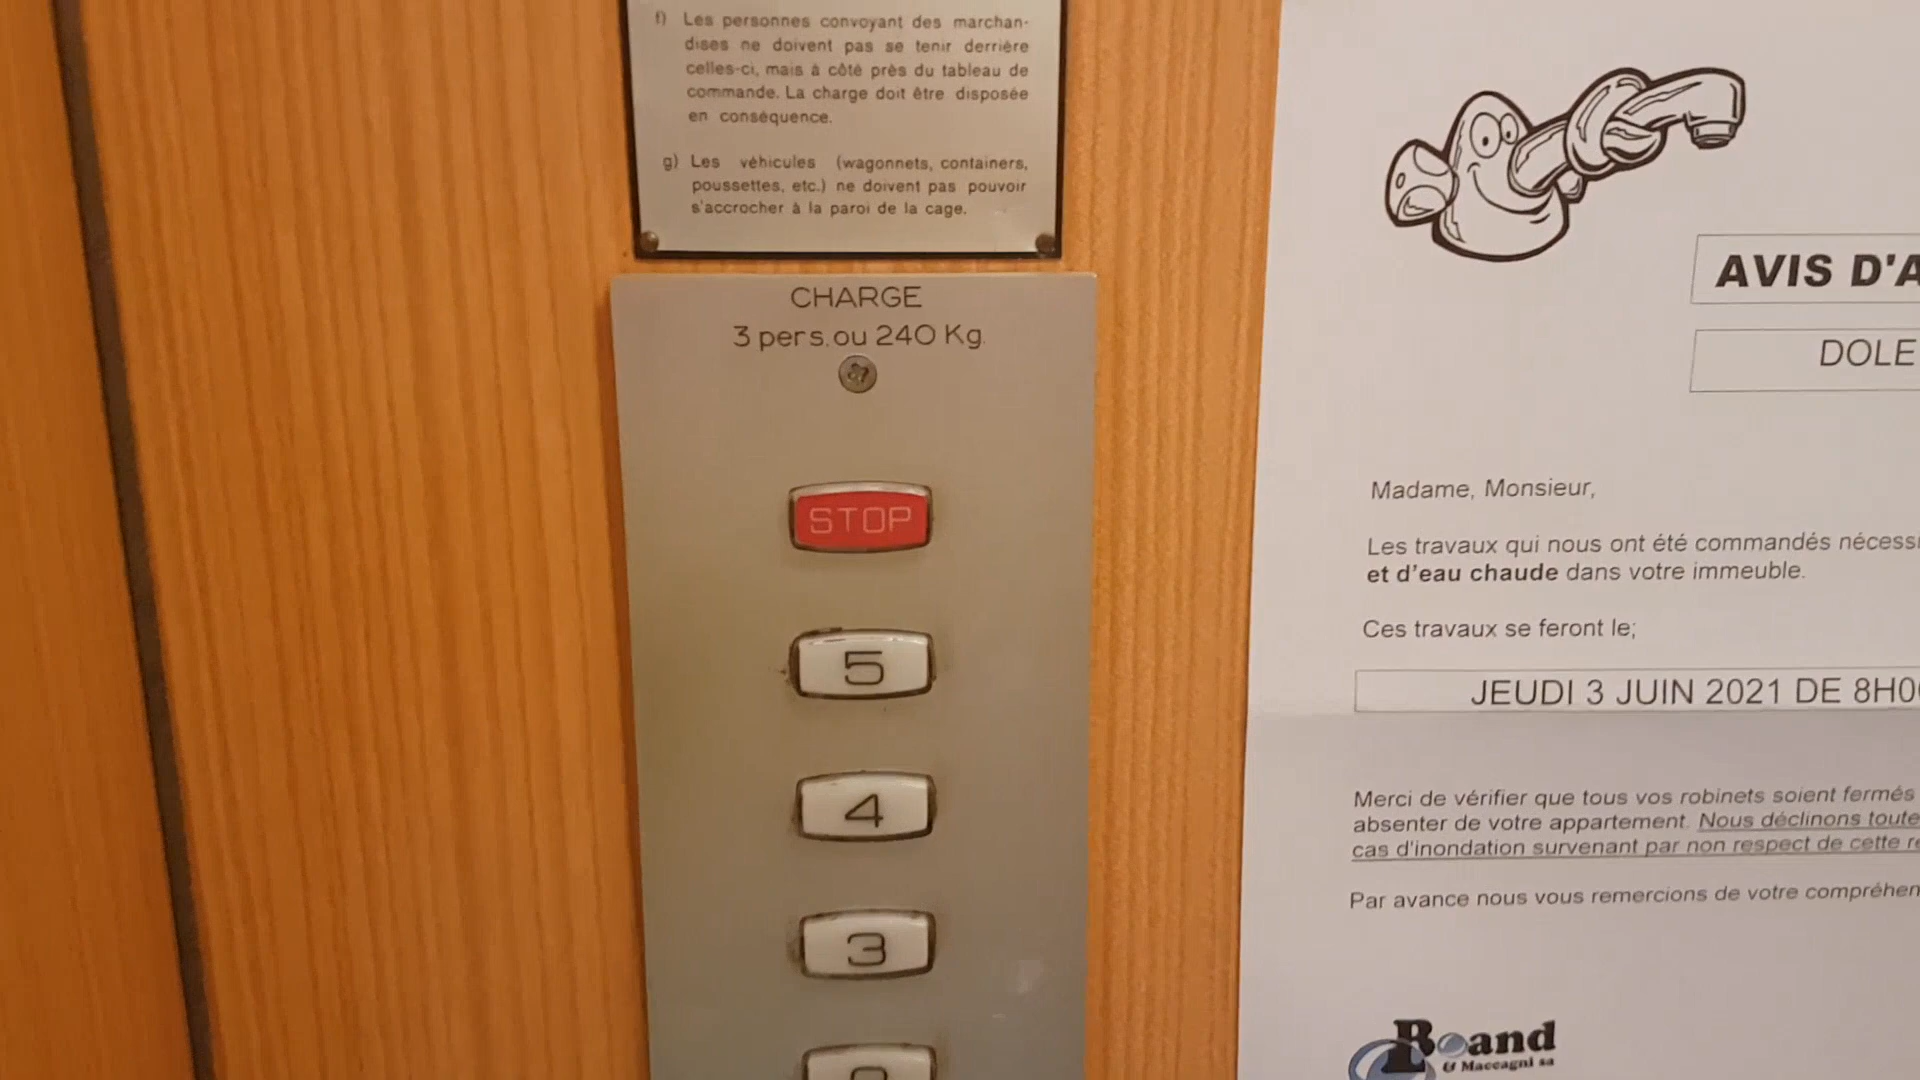 f) Les personnes convoyant des marchan-
dises ne doivent pas se tenir derrière
celles-ci, mais à côté près du tableau de
commande. La charge doit être disposée
en conséquence.
g) Les véhicules (wagonnets, containers,
poussettes, etc.) ne doivent pas pouvoir
s'accrocher à la paroi de la cage.
CHARGE
3 pers. ou 240 Kg.
STOP
5
4
3
AVIS D'A
DOLE
Madame, Monsieur,
Les travaux qui nous ont été commandés nécess
et d'eau chaude dans votre immeuble.
Ces travaux se feront le;
JEUDI 3 JUIN 2021 DE 8H0
Merci de vérifier que tous vos robinets soient fermés
absenter de votre appartement. Nous déclinons toute
cas d'inondation survenant par non respect de cette
Par avance nous vous remercions de votre compréhen
& Maccagni sa